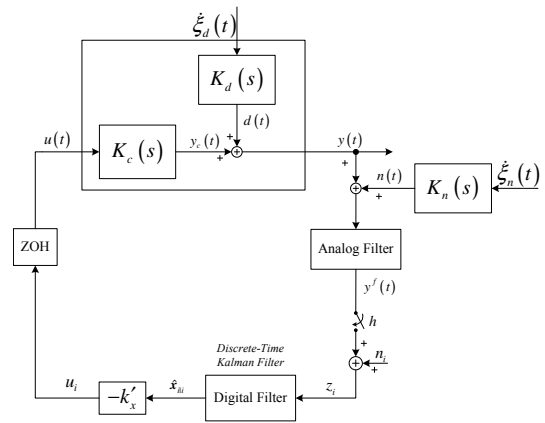 ξ̇_d(t)
K_d(s)
d(t)
u(t)
K_c(s)
y_c(t)
+
+
y(t)
+
n(t)
+
K_n(s)
ξ̇_n(t)
ZOH
Analog Filter
y^f(t)
h
+
n_i
+
Discrete-Time
Kalman Filter
u_i
-k'_x
x̂_{i|i}
Digital Filter
z_i